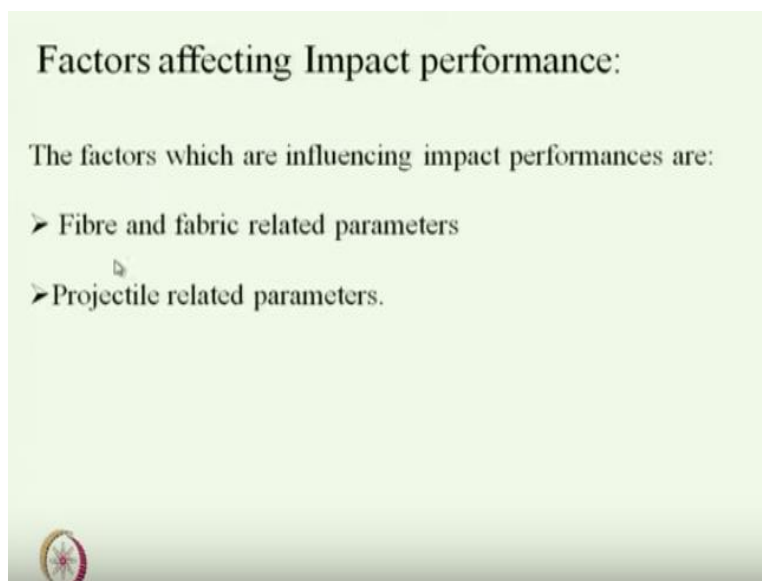 Factors affecting Impact performance:
The factors which are influencing impact performances are:
➤ Fibre and fabric related parameters
➤Projectile related parameters.